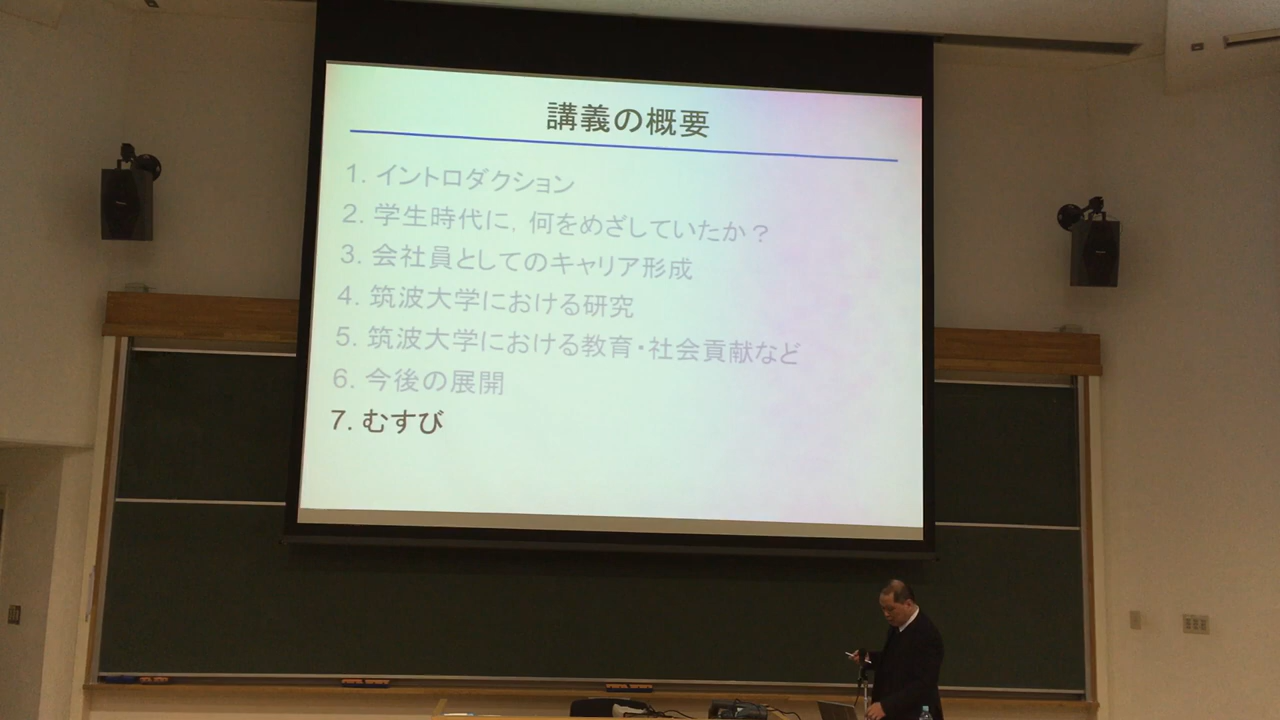 講義の概要
1. イントロダクション
2. 学生時代に，何をめざしていたか？
3. 会社員としてのキャリア形成
4. 筑波大学における研究
5. 筑波大学における教育・社会貢献など
6. 今後の展開
7. むすび